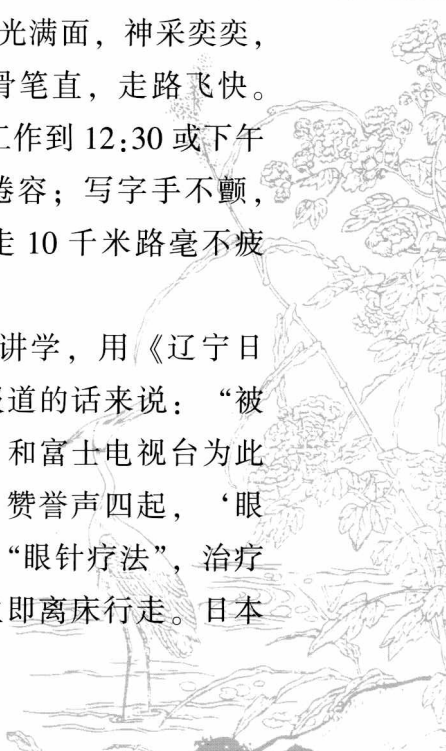 光满面，神采奕奕，
骨笔直，走路飞快。
工作到 12:30 或下午
倦容；写字手不颤，
走 10 千米路毫不疲
讲学，用《辽宁日
报道的话来说：“被
和富士电视台为此
赞誉声四起，‘眼
“眼针疗法”，治疗
立即离床行走。日本